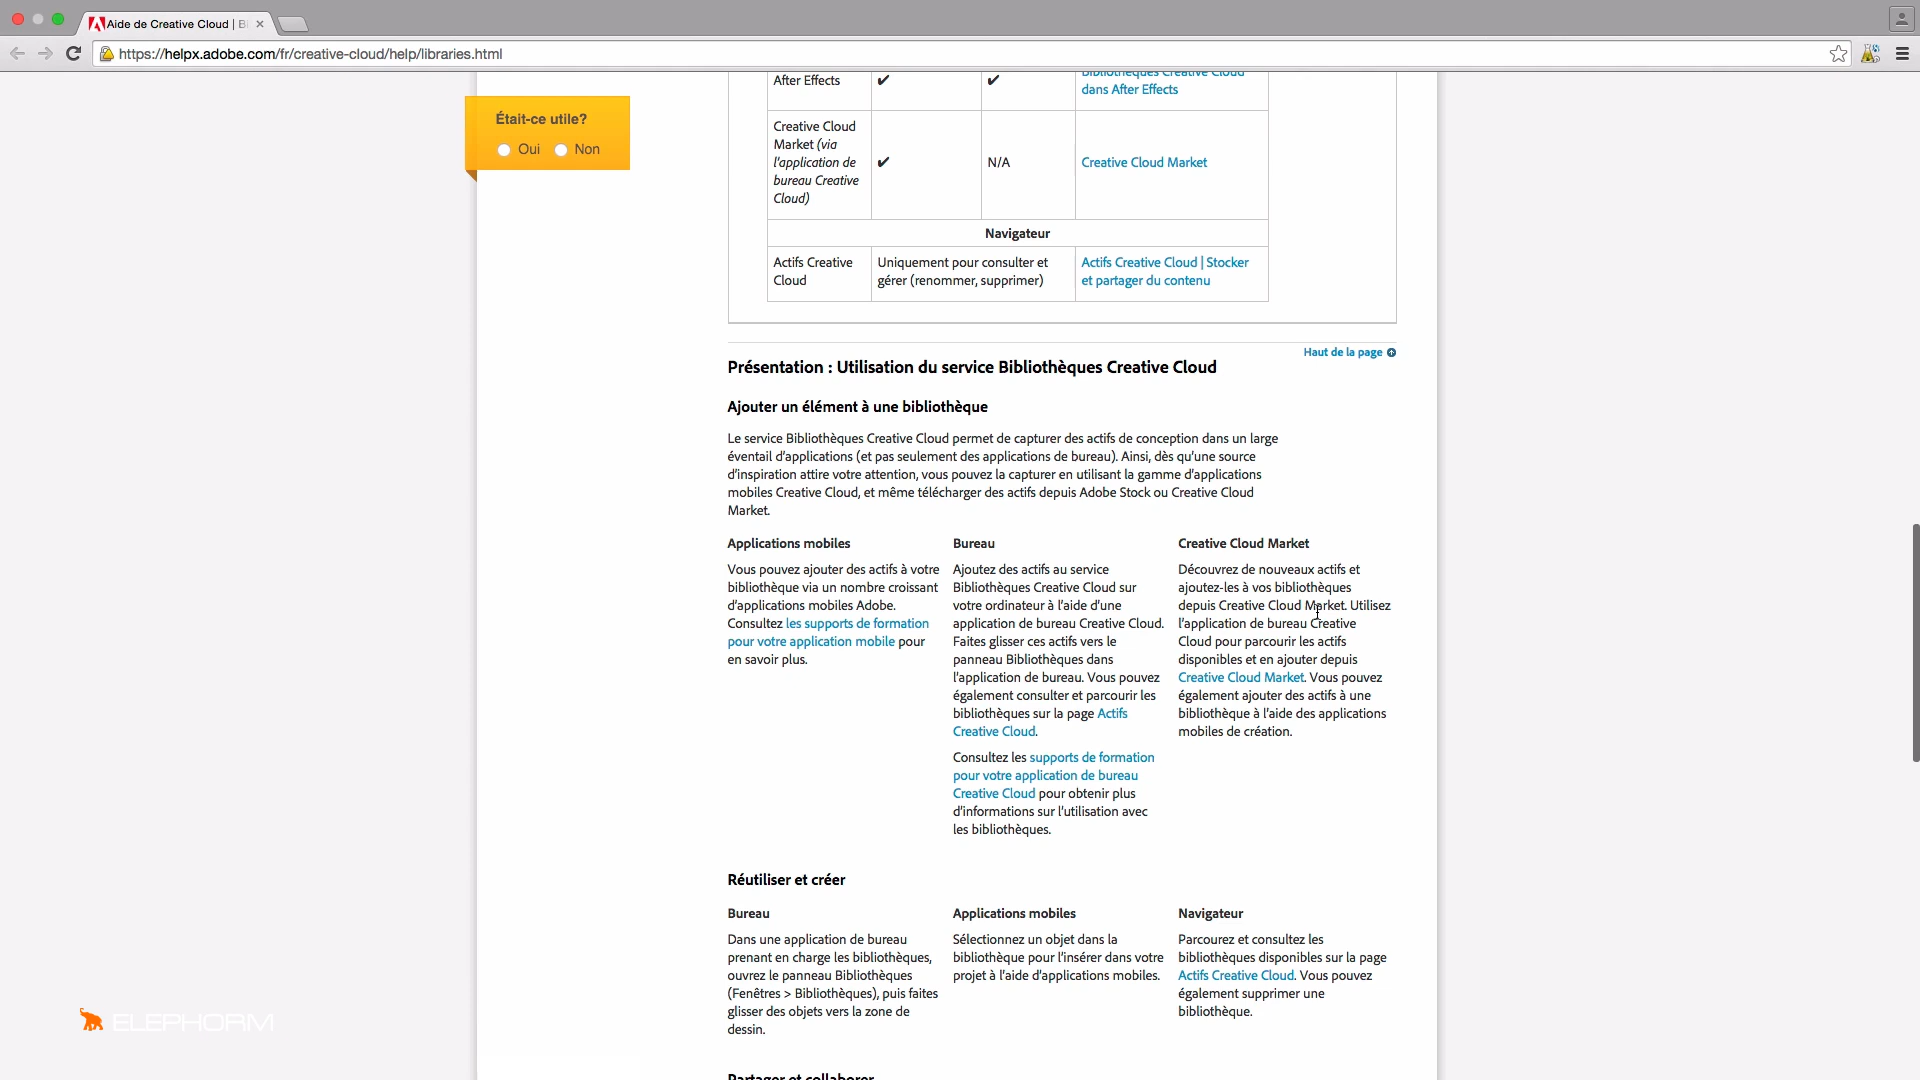 Aide de Creative Cloud | B
https://helpx.adobe.com/fr/creative-cloud/help/libraries.html
Était-ce utile?
Oui Non
After Effects ✔ ✔ Bibliothèques Creative Cloud
dans After Effects
Creative Cloud
Market (via
l'application de
bureau Creative
Cloud)
✔ N/A Creative Cloud Market
Navigateur
Actifs Creative
Cloud
Uniquement pour consulter et
gérer (renommer, supprimer)
Actifs Creative Cloud | Stocker
et partager du contenu
Haut de la page
Présentation : Utilisation du service Bibliothèques Creative Cloud
Ajouter un élément à une bibliothèque
Le service Bibliothèques Creative Cloud permet de capturer des actifs de conception dans un large
éventail d'applications (et pas seulement des applications de bureau). Ainsi, dès qu'une source
d'inspiration attire votre attention, vous pouvez la capturer en utilisant la gamme d'applications
mobiles Creative Cloud, et même télécharger des actifs depuis Adobe Stock ou Creative Cloud
Market.
Applications mobiles
Vous pouvez ajouter des actifs à votre
bibliothèque via un nombre croissant
d'applications mobiles Adobe.
Consultez les supports de formation
pour votre application mobile pour
en savoir plus.
Bureau
Ajoutez des actifs au service
Bibliothèques Creative Cloud sur
votre ordinateur à l'aide d'une
application de bureau Creative Cloud.
Faites glisser ces actifs vers le
panneau Bibliothèques dans
l'application de bureau. Vous pouvez
également consulter et parcourir les
bibliothèques sur la page Actifs
Creative Cloud.
Consultez les supports de formation
pour votre application de bureau
Creative Cloud pour obtenir plus
d'informations sur l'utilisation avec
les bibliothèques.
Creative Cloud Market
Découvrez de nouveaux actifs et
ajoutez-les à vos bibliothèques
depuis Creative Cloud Market. Utilisez
l'application de bureau Creative
Cloud pour parcourir les actifs
disponibles et en ajouter depuis
Creative Cloud Market. Vous pouvez
également ajouter des actifs à une
bibliothèque à l'aide des applications
mobiles de création.
Réutiliser et créer
Bureau
Dans une application de bureau
prenant en charge les bibliothèques,
ouvrez le panneau Bibliothèques
(Fenêtres > Bibliothèques), puis faites
glisser des objets vers la zone de
dessin.
Applications mobiles
Sélectionnez un objet dans la
bibliothèque pour l'insérer dans votre
projet à l'aide d'applications mobiles.
Navigateur
Parcourez et consultez les
bibliothèques disponibles sur la page
Actifs Creative Cloud. Vous pouvez
également supprimer une
bibliothèque.
Partager et collaborer
ELEPHORM